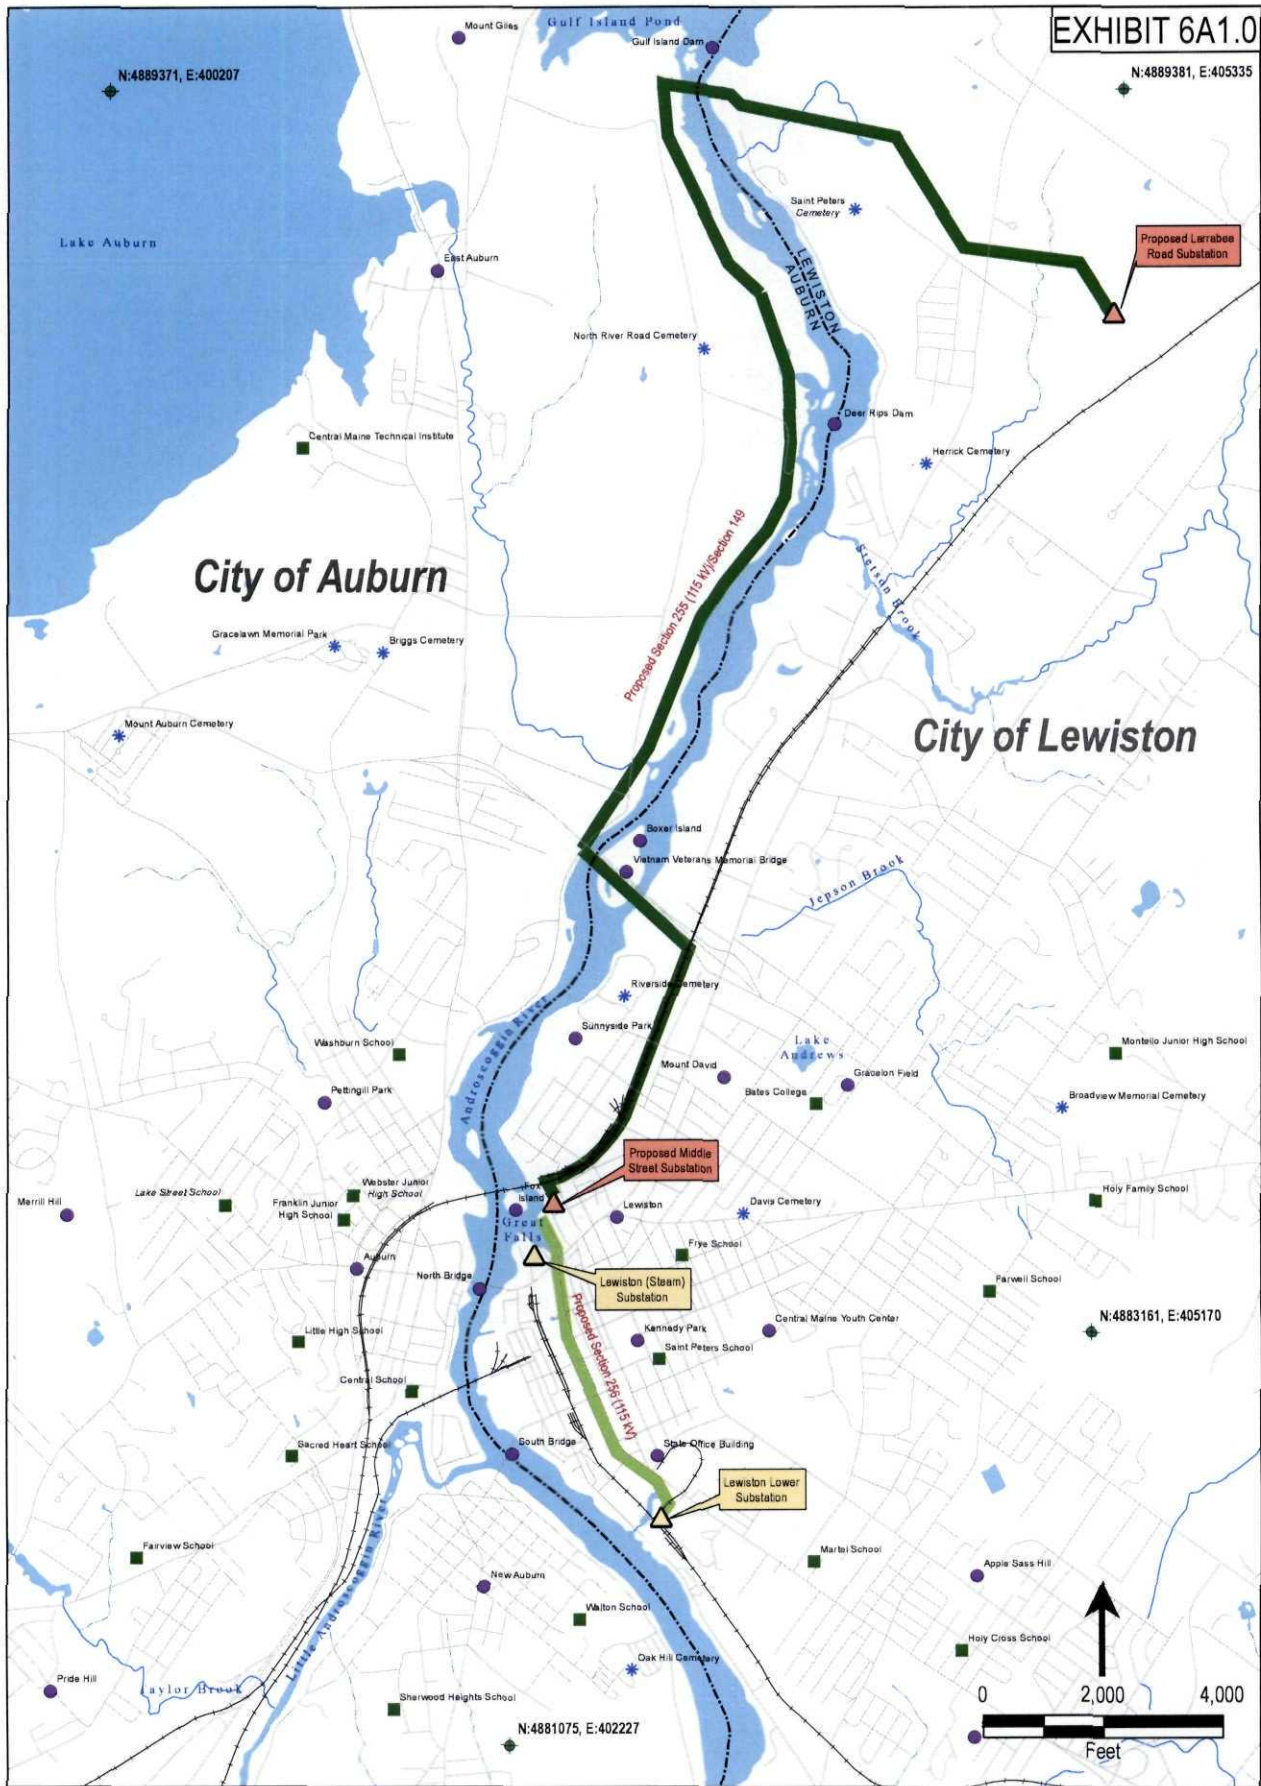 EXHIBIT 6A1.0
Gulf Island Pond
Mount Giles
Gulf Island Dam
N:4889371, E:400207
N:4889381, E:405335
Saint Peters
Cemetery
Lake Auburn
Proposed Larrabee
Road Substation
East Auburn
LEWISTON
AUBURN
North River Road Cemetery
Deer Rips Dam
Central Maine Technical Institute
Herrick Cemetery
Proposed Section 255 (115 kV)/Section 149
Stetson Brook
City of Auburn
Gracelawn Memorial Park
Briggs Cemetery
Mount Auburn Cemetery
City of Lewiston
Boxer Island
Vietnam Veterans Memorial Bridge
Jepson Brook
Riverside Cemetery
Androscoggin River
Sunnyside Park
Washburn School
Lake
Andrews
Montello Junior High School
Mount David
Gracelon Field
Pettingill Park
Bates College
Broadview Memorial Cemetery
Proposed Middle
Street Substation
Webster Junior
High School
Lake Street School
Franklin Junior
High School
Merrill Hill
Fox
Island
Great
Falls
Lewiston
Davis Cemetery
Holy Family School
Auburn
Frye School
North Bridge
Lewiston (Steam)
Substation
Farwell School
Proposed Section 256 (115 kV)
N:4883161, E:405170
Little High School
Kennedy Park
Central Maine Youth Center
Saint Peters School
Central School
Sacred Heart School
South Bridge
State Office Building
Lewiston Lower
Substation
Little Androscoggin River
Fairview School
Martel School
Apple Sass Hill
New Auburn
Walton School
Holy Cross School
Oak Hill Cemetery
Pride Hill
Taylor Brook
Sherwood Heights School
N:4881075, E:402227
0 2,000 4,000
Feet